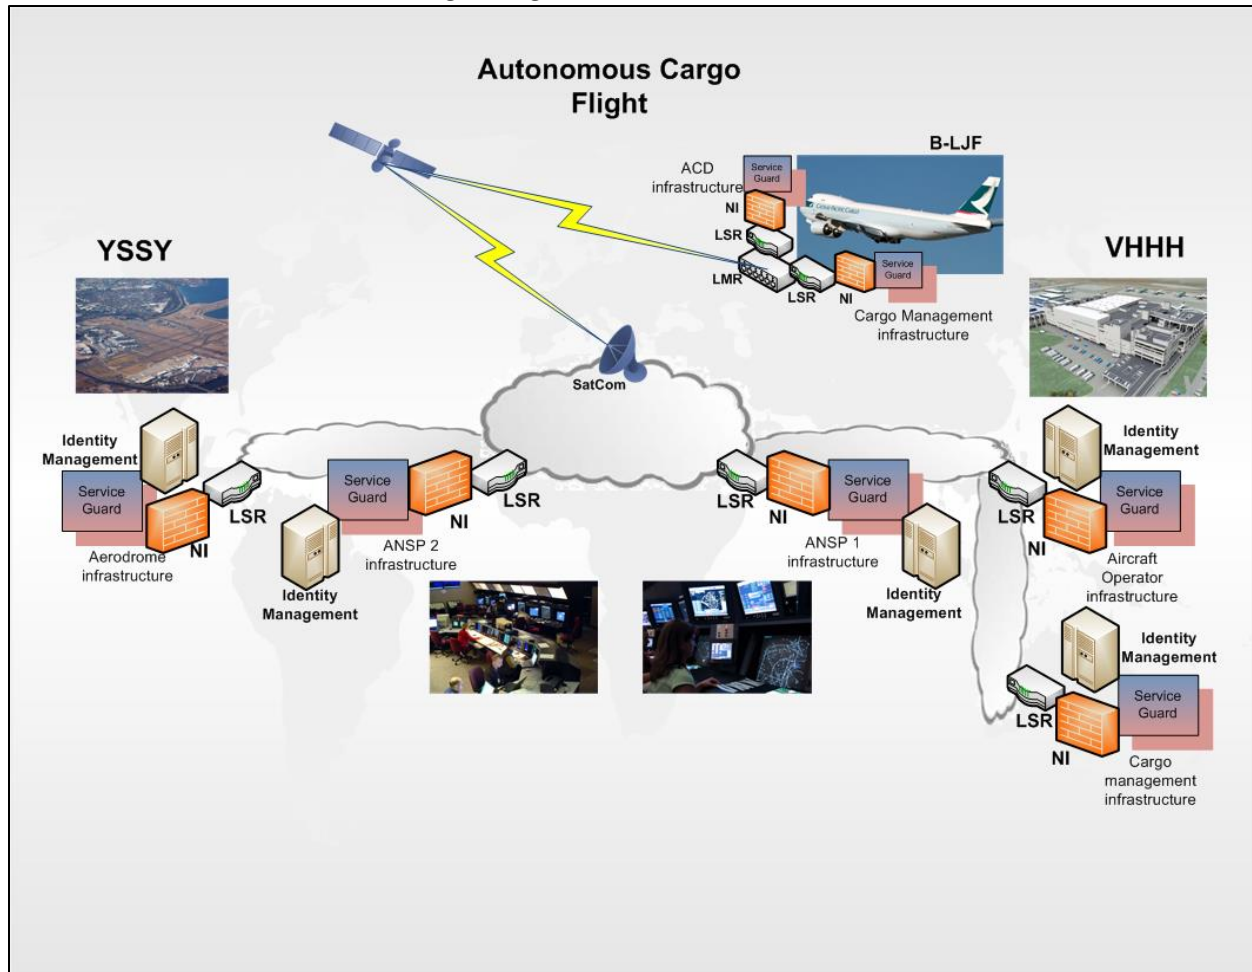 Autonomous Cargo
Flight
B-LJF
ACD
infrastructure
Service
Guard
NI
LSR
LMR
LSR
NI
Service
Guard
Cargo Management
infrastructure
YSSY
VHHH
SatCom
Identity
Management
Service
Guard
NI
LSR
Aerodrome
infrastructure
Service
Guard
NI
LSR
ANSP 2
infrastructure
Identity
Management
LSR
NI
Service
Guard
ANSP 1
infrastructure
Identity
Management
Identity
Management
LSR
Service
Guard
NI
Aircraft
Operator
infrastructure
Identity
Management
LSR
Service
Guard
NI
Cargo
management
infrastructure